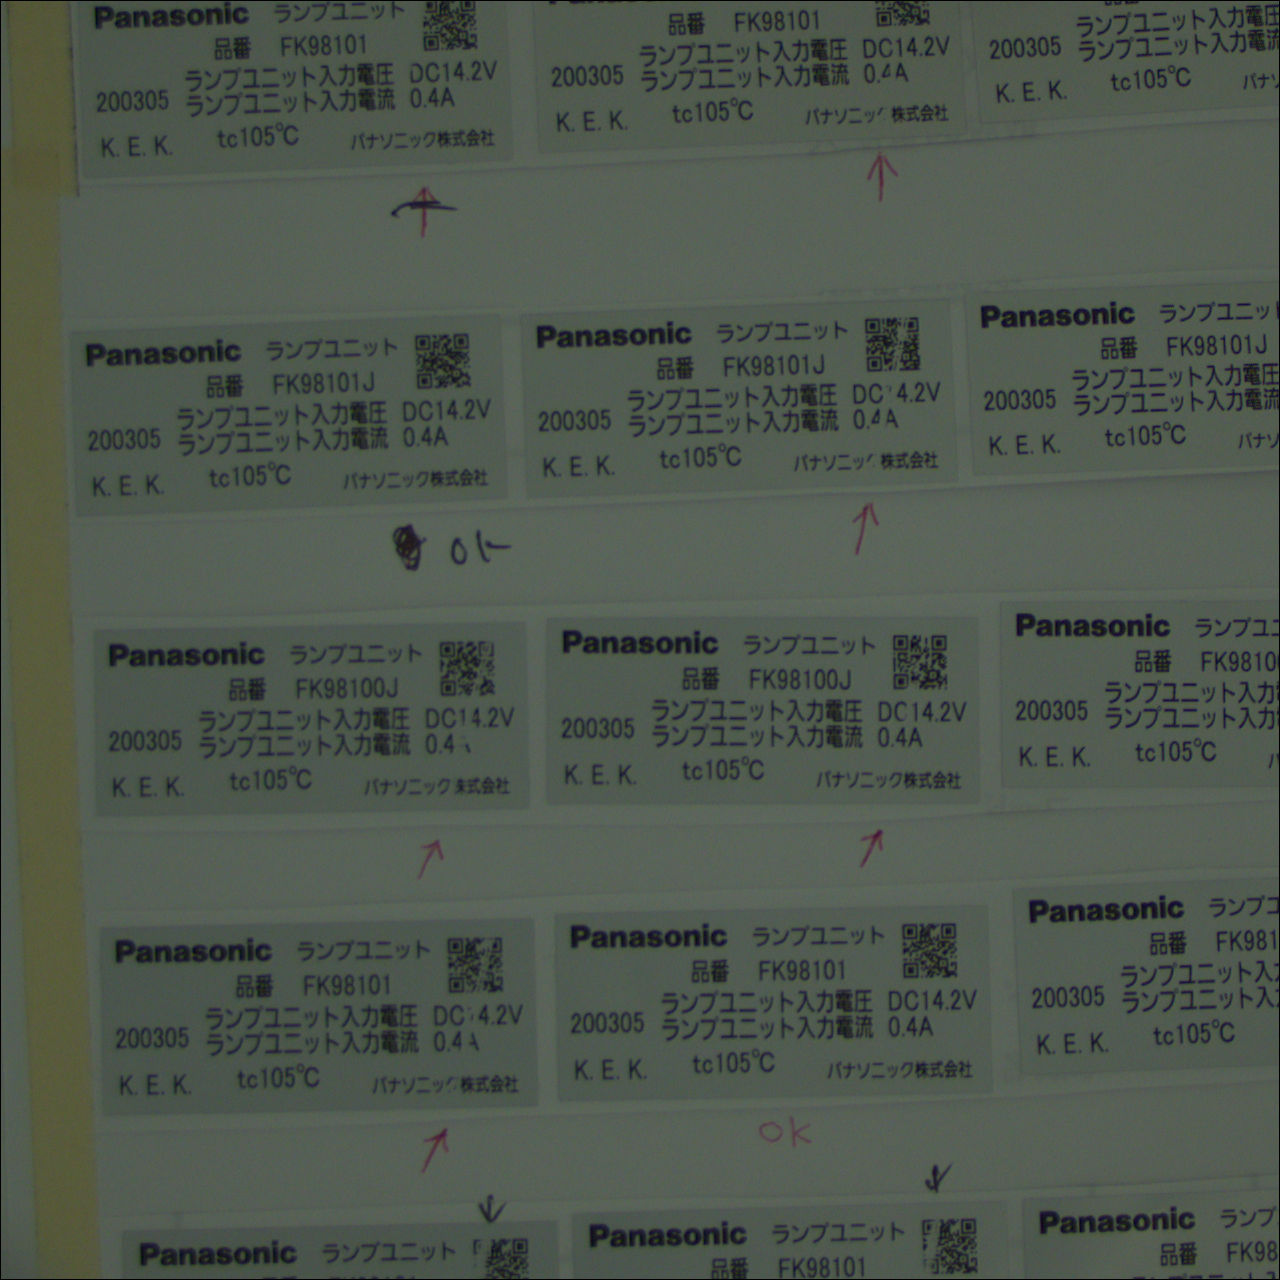 Panasonic ランプユニット
品番 FK98101
ランプユニット入力電圧 DC14.2V
200305 ランプユニット入力電流 0.4A
K. E. K. tc105℃ パナソニック株式会社
品番 FK98101
ランプユニット入力電圧 DC14.2V
200305 ランプユニット入力電流 0.4A
K. E. K. tc105℃ パナソニック株式会社
ランプユニット入力電圧
200305 ランプユニット入力電流
K. E. K. tc105℃ パナソ
Panasonic ランプユニット
品番 FK98101J
ランプユニット入力電圧 DC14.2V
200305 ランプユニット入力電流 0.4A
K. E. K. tc105℃ パナソニック株式会社
ok
Panasonic ランプユニット
品番 FK98101J
ランプユニット入力電圧 DC 4.2V
200305 ランプユニット入力電流 0.4A
K. E. K. tc105℃ パナソニック株式会社
Panasonic ランプユニッ
品番 FK98101J
ランプユニット入力電圧
200305 ランプユニット入力電流
K. E. K. tc105℃ パナソ
Panasonic ランプユニット
品番 FK98100J
ランプユニット入力電圧 DC14.2V
200305 ランプユニット入力電流 0.4
K. E. K. tc105℃ パナソニック 式会社
Panasonic ランプユニット
品番 FK98100J
ランプユニット入力電圧 DC14.2V
200305 ランプユニット入力電流 0.4A
K. E. K. tc105℃ パナソニック株式会社
Panasonic ランプユニ
品番 FK98100
ランプユニット入力電
200305 ランプユニット入力電
K. E. K. tc105℃
Panasonic ランプユニット
品番 FK98101
ランプユニット入力電圧 DC 4.2V
200305 ランプユニット入力電流 0.4A
K. E. K. tc105℃ パナソニック株式会社
Panasonic ランプユニット
品番 FK98101
ランプユニット入力電圧 DC14.2V
200305 ランプユニット入力電流 0.4A
K. E. K. tc105℃ パナソニック株式会社
ok
Panasonic ランプユニ
品番 FK981
ランプユニット入
200305 ランプユニット入
K. E. K. tc105℃
Panasonic ランプユニット
Panasonic ランプユニット
品番 FK98101
Panasonic ランプ
品番 FK98